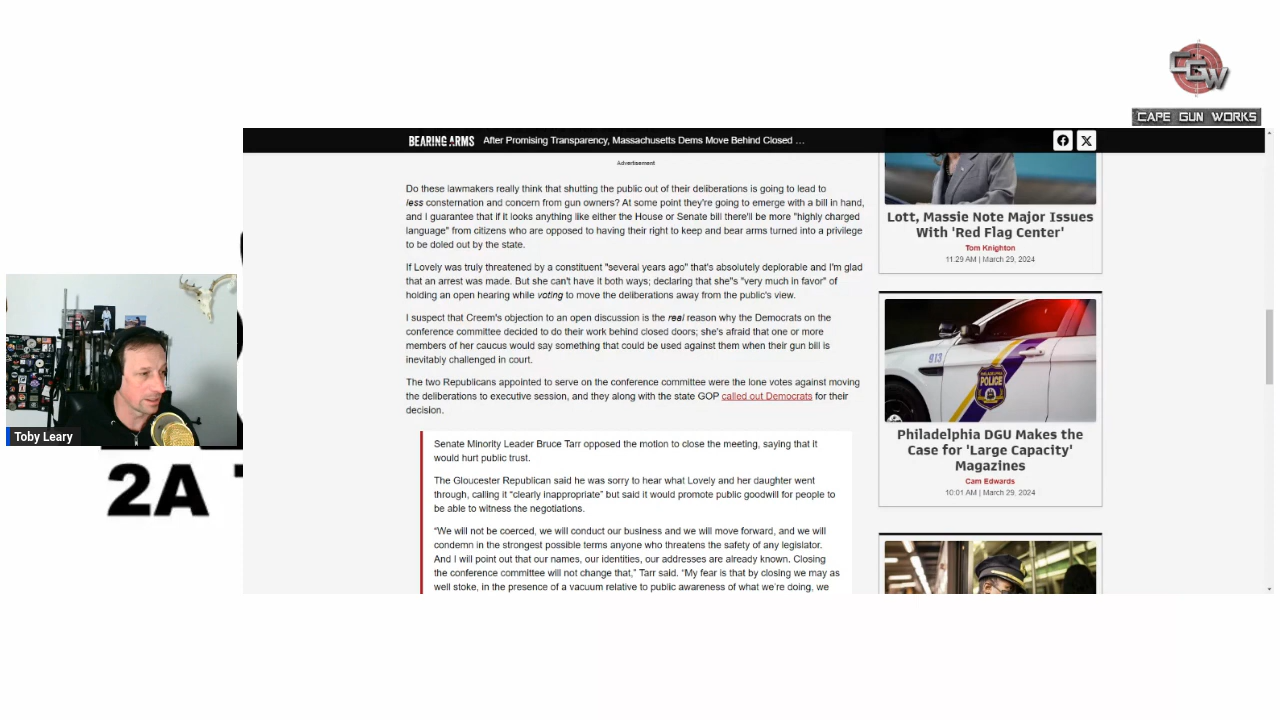 CGW
CAPE GUN WORKS
BEARING ARMS
After Promising Transparency, Massachusetts Dems Move Behind Closed …
Advertisement
Do these lawmakers really think that shutting the public out of their deliberations is going to lead to
less consternation and concern from gun owners? At some point they're going to emerge with a bill in hand,
and I guarantee that if it looks anything like either the House or Senate bill there'll be more "highly charged
language" from citizens who are opposed to having their right to keep and bear arms turned into a privilege
to be doled out by the state.
If Lovely was truly threatened by a constituent "several years ago" that's absolutely deplorable and I'm glad
that an arrest was made. But she can't have it both ways; declaring that she"s "very much in favor" of
holding an open hearing while voting to move the deliberations away from the public's view.
I suspect that Creem's objection to an open discussion is the real reason why the Democrats on the
conference committee decided to do their work behind closed doors; she's afraid that one or more
members of her caucus would say something that could be used against them when their gun bill is
inevitably challenged in court.
The two Republicans appointed to serve on the conference committee were the lone votes against moving
the deliberations to executive session, and they along with the state GOP called out Democrats for their
decision.
Senate Minority Leader Bruce Tarr opposed the motion to close the meeting, saying that it
would hurt public trust.
The Gloucester Republican said he was sorry to hear what Lovely and her daughter went
through, calling it “clearly inappropriate” but said it would promote public goodwill for people to
be able to witness the negotiations.
“We will not be coerced, we will conduct our business and we will move forward, and we will
condemn in the strongest possible terms anyone who threatens the safety of any legislator.
And I will point out that our names, our identities, our addresses are already known. Closing
the conference committee will not change that,” Tarr said. “My fear is that by closing we may as
well stoke, in the presence of a vacuum relative to public awareness of what we're doing, we
Lott, Massie Note Major Issues
With 'Red Flag Center'
Tom Knighton
11:29 AM | March 29, 2024
913
PHILADELPHIA
POLICE
Philadelphia DGU Makes the
Case for 'Large Capacity'
Magazines
Cam Edwards
10:01 AM | March 29, 2024
Toby Leary
2A